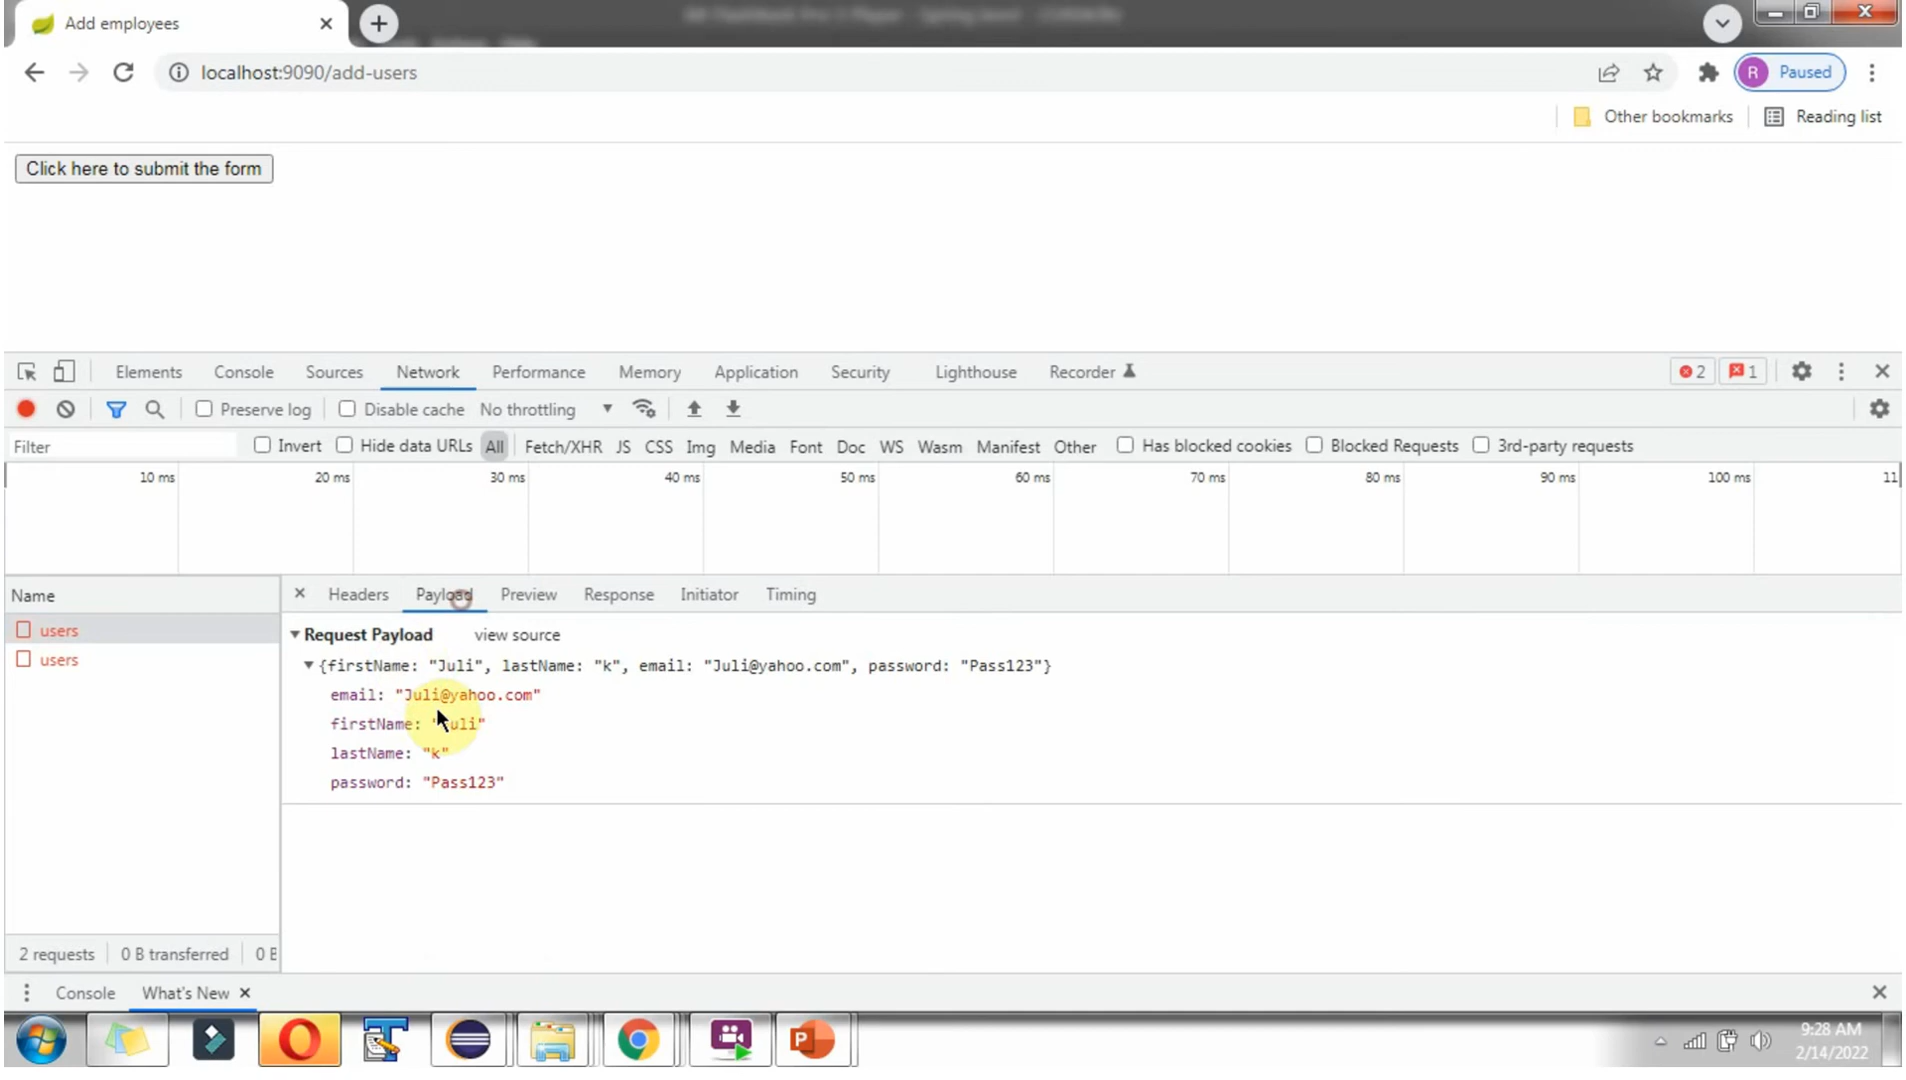 Add employees
localhost:9090/add-users
R Paused
Other bookmarks Reading list
Click here to submit the form
Elements Console Sources Network Performance Memory Application Security Lighthouse Recorder 2 1
Preserve log Disable cache No throttling
Filter Invert Hide data URLs All Fetch/XHR JS CSS Img Media Font Doc WS Wasm Manifest Other Has blocked cookies Blocked Requests 3rd-party requests
10 ms 20 ms 30 ms 40 ms 50 ms 60 ms 70 ms 80 ms 90 ms 100 ms 11
Name Headers Payload Preview Response Initiator Timing
users
users
Request Payload view source
{firstName: "Juli", lastName: "k", email: "Juli@yahoo.com", password: "Pass123"}
email: "Juli@yahoo.com"
firstName: "Juli"
lastName: "k"
password: "Pass123"
2 requests 0 B transferred 0 B
Console What's New
9:28 AM
2/14/2022